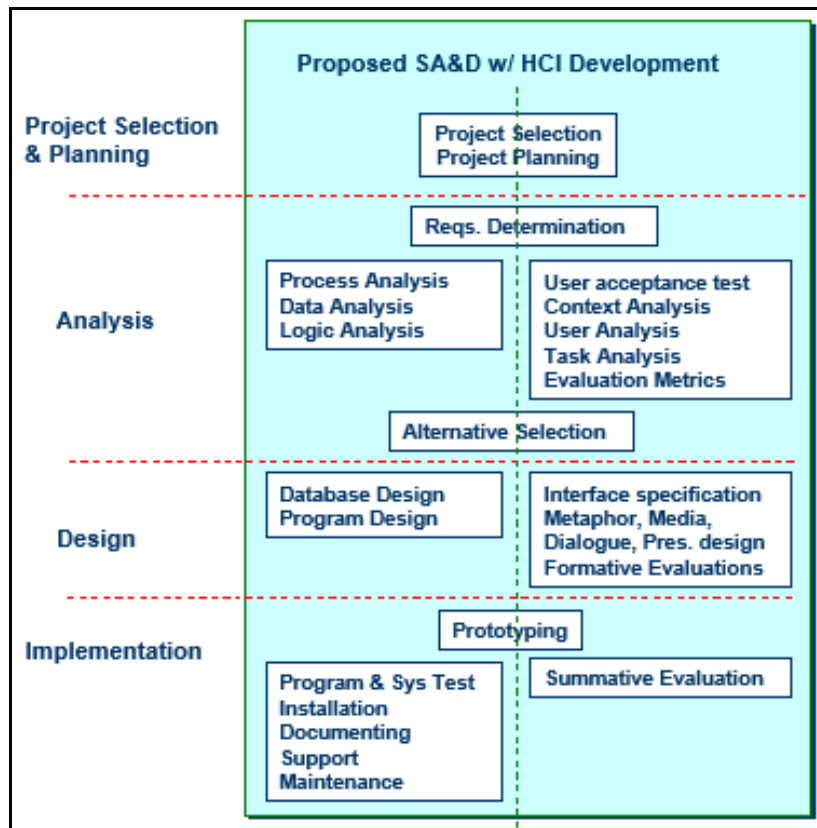 Proposed SA&D w/ HCI Development
Project Selection
& Planning
Project Selection
Project Planning
Reqs. Determination
Analysis
Process Analysis
Data Analysis
Logic Analysis
User acceptance test
Context Analysis
User Analysis
Task Analysis
Evaluation Metrics
Alternative Selection
Design
Database Design
Program Design
Interface specification
Metaphor, Media,
Dialogue, Pres. design
Formative Evaluations
Implementation
Prototyping
Program & Sys Test
Installation
Documenting
Support
Maintenance
Summative Evaluation